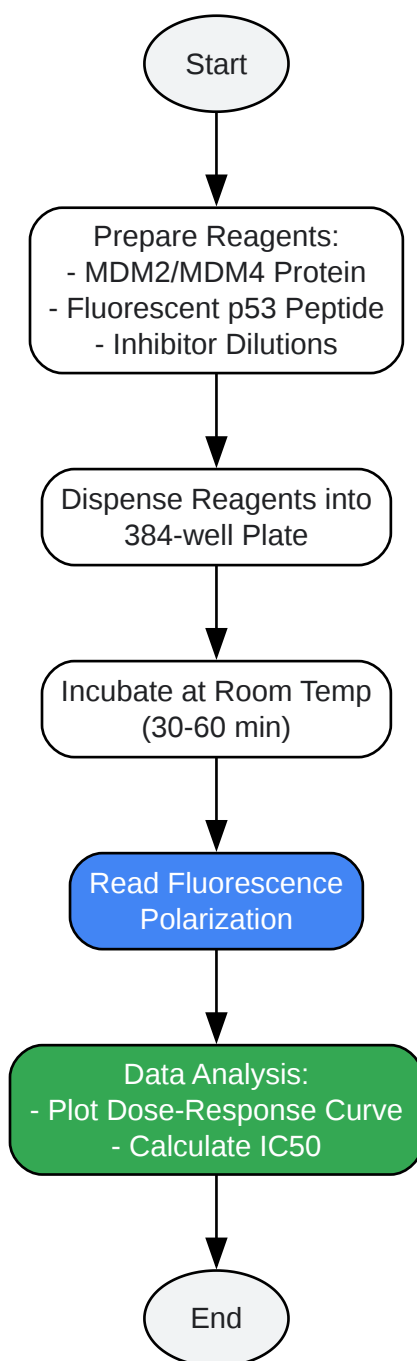 Start
Prepare Reagents:
- MDM2/MDM4 Protein
- Fluorescent p53 Peptide
- Inhibitor Dilutions
Dispense Reagents into
384-well Plate
Incubate at Room Temp
(30-60 min)
Read Fluorescence
Polarization
Data Analysis:
- Plot Dose-Response Curve
- Calculate IC50
End